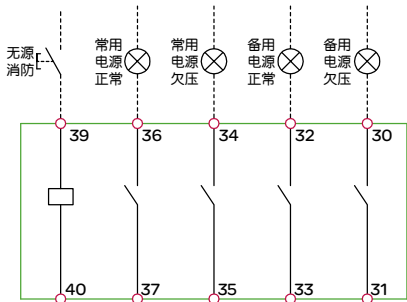 无源
消防
常用
电源
正常
常用
电源
欠压
备用
电源
正常
备用
电源
欠压
39 36 34 32 30
40 37 35 33 31